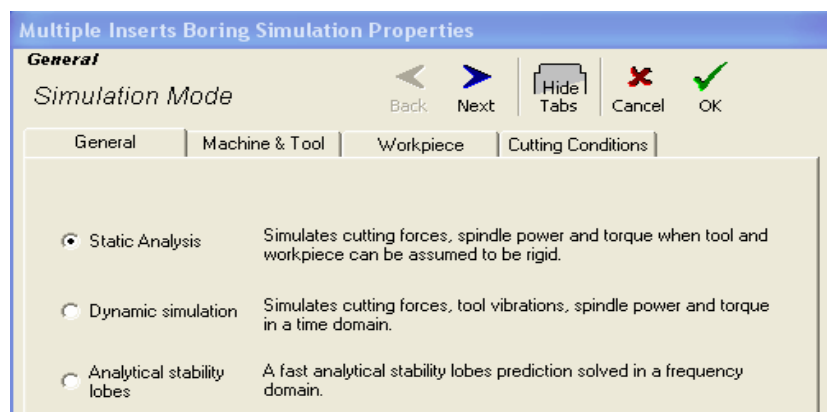 Multiple Inserts Boring Simulation Properties
General
Simulation Mode
Back
Next
Hide
Tabs
Cancel
OK
General
Machine & Tool
Workpiece
Cutting Conditions
Static Analysis
Simulates cutting forces, spindle power and torque when tool and
workpiece can be assumed to be rigid.
Dynamic simulation
Simulates cutting forces, tool vibrations, spindle power and torque
in a time domain.
Analytical stability
lobes
A fast analytical stability lobes prediction solved in a frequency
domain.